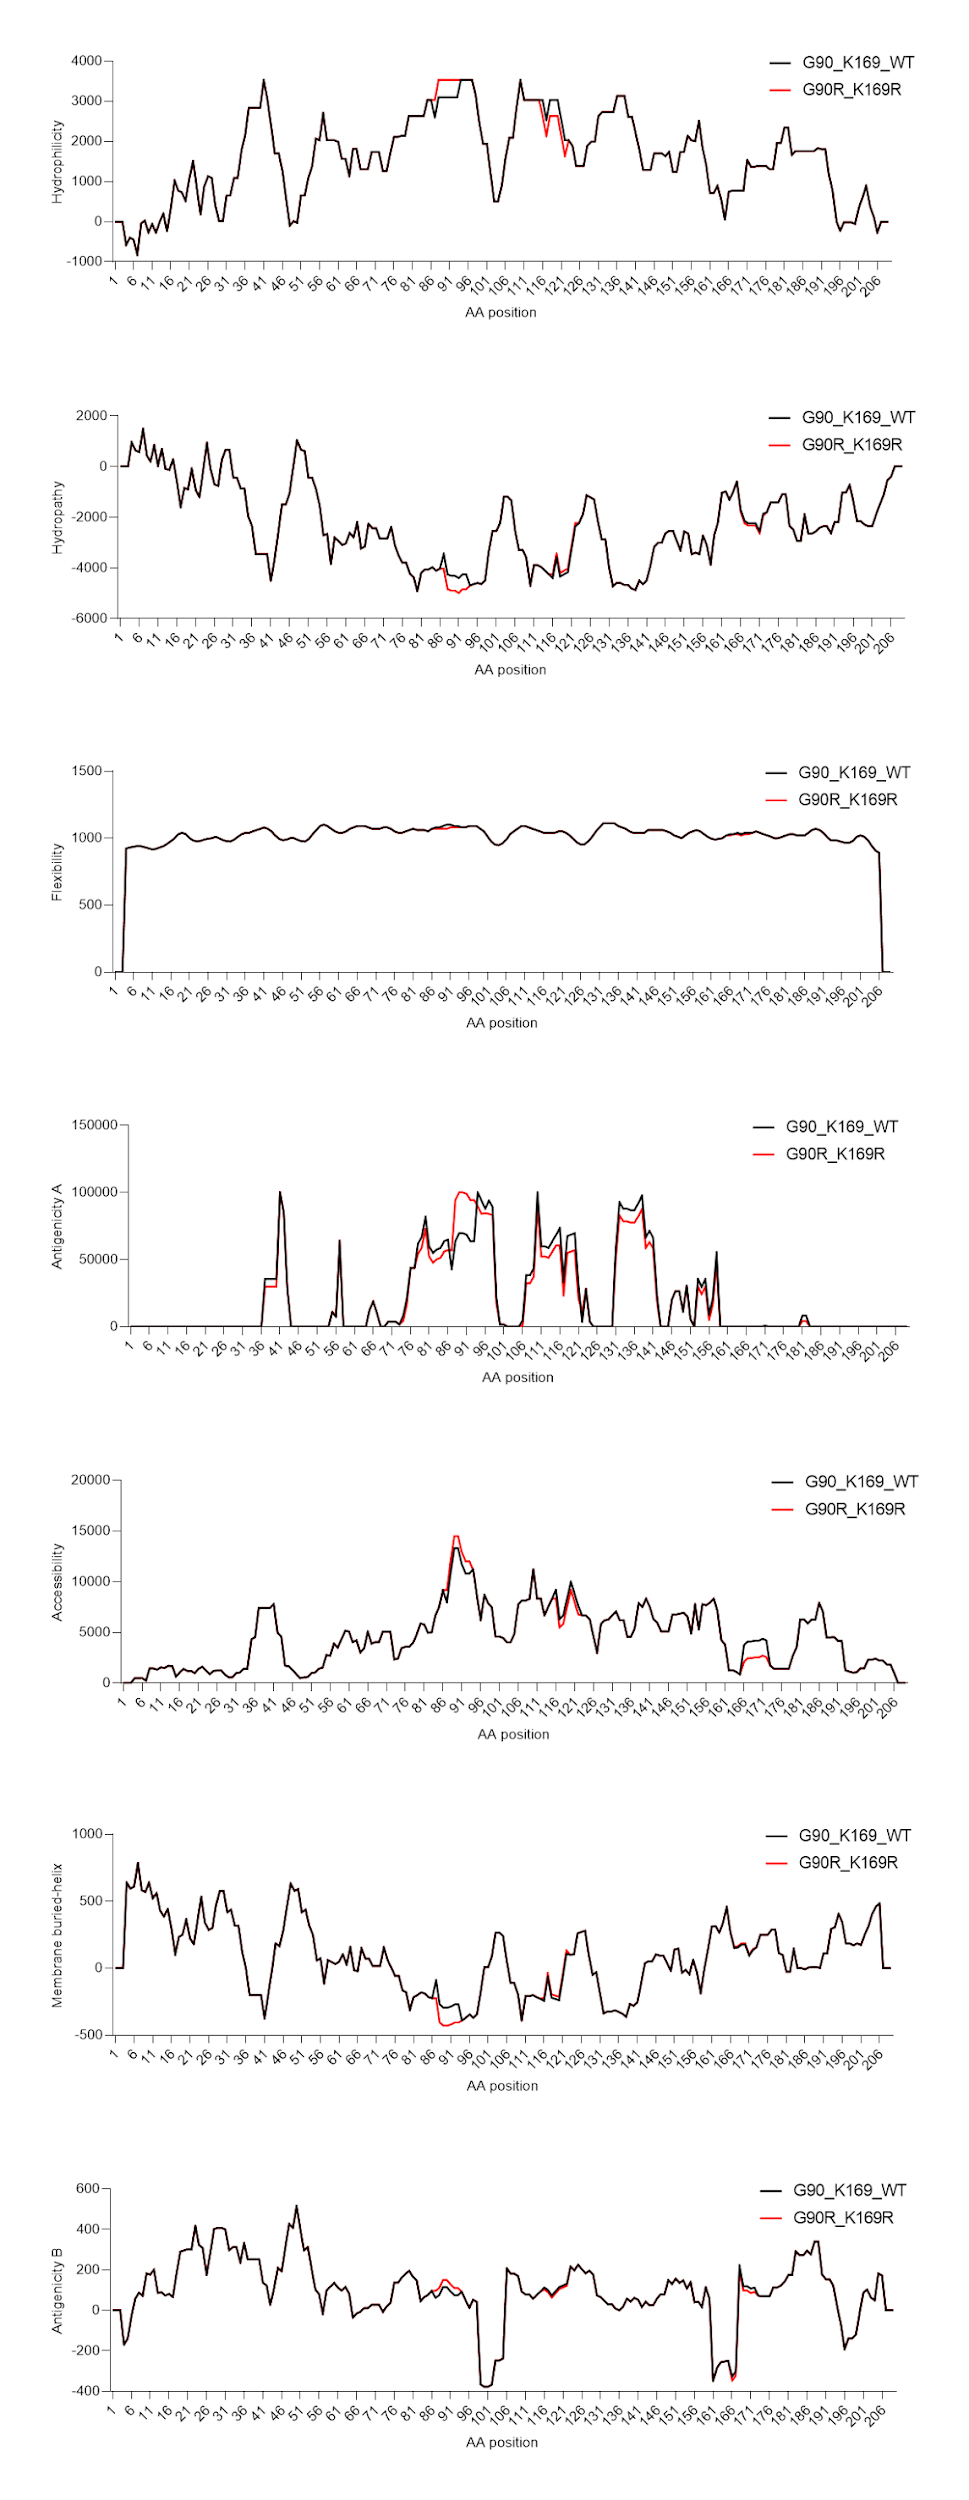 4000
3000
2000
1000
0
-1000
Hydrophilicity
G90_K169_WT
G90R_K169R
1 6 11 16 21 26 31 36 41 46 51 56 61 66 71 76 81 86 91 96 101 106 111 116 121 126 131 136 141 146 151 156 161 166 171 176 181 186 191 196 201 206
AA position
2000
0
-2000
-4000
-6000
Hydropathy
G90_K169_WT
G90R_K169R
1 6 11 16 21 26 31 36 41 46 51 56 61 66 71 76 81 86 91 96 101 106 111 116 121 126 131 136 141 146 151 156 161 166 171 176 181 186 191 196 201 206
AA position
1500
1000
500
0
Flexibility
G90_K169_WT
G90R_K169R
1 6 11 16 21 26 31 36 41 46 51 56 61 66 71 76 81 86 91 96 101 106 111 116 121 126 131 136 141 146 151 156 161 166 171 176 181 186 191 196 201 206
AA position
150000
100000
50000
0
Antigenicity A
G90_K169_WT
G90R_K169R
1 6 11 16 21 26 31 36 41 46 51 56 61 66 71 76 81 86 91 96 101 106 111 116 121 126 131 136 141 146 151 156 161 166 171 176 181 186 191 196 201 206
AA position
20000
15000
10000
5000
0
Accessibility
G90_K169_WT
G90R_K169R
1 6 11 16 21 26 31 36 41 46 51 56 61 66 71 76 81 86 91 96 101 106 111 116 121 126 131 136 141 146 151 156 161 166 171 176 181 186 191 196 201 206
AA position
1000
500
0
-500
Membrane buried-helix
G90_K169_WT
G90R_K169R
1 6 11 16 21 26 31 36 41 46 51 56 61 66 71 76 81 86 91 96 101 106 111 116 121 126 131 136 141 146 151 156 161 166 171 176 181 186 191 196 201 206
AA position
600
400
200
0
-200
-400
Antigenicity B
G90_K169_WT
G90R_K169R
1 6 11 16 21 26 31 36 41 46 51 56 61 66 71 76 81 86 91 96 101 106 111 116 121 126 131 136 141 146 151 156 161 166 171 176 181 186 191 196 201 206
AA position